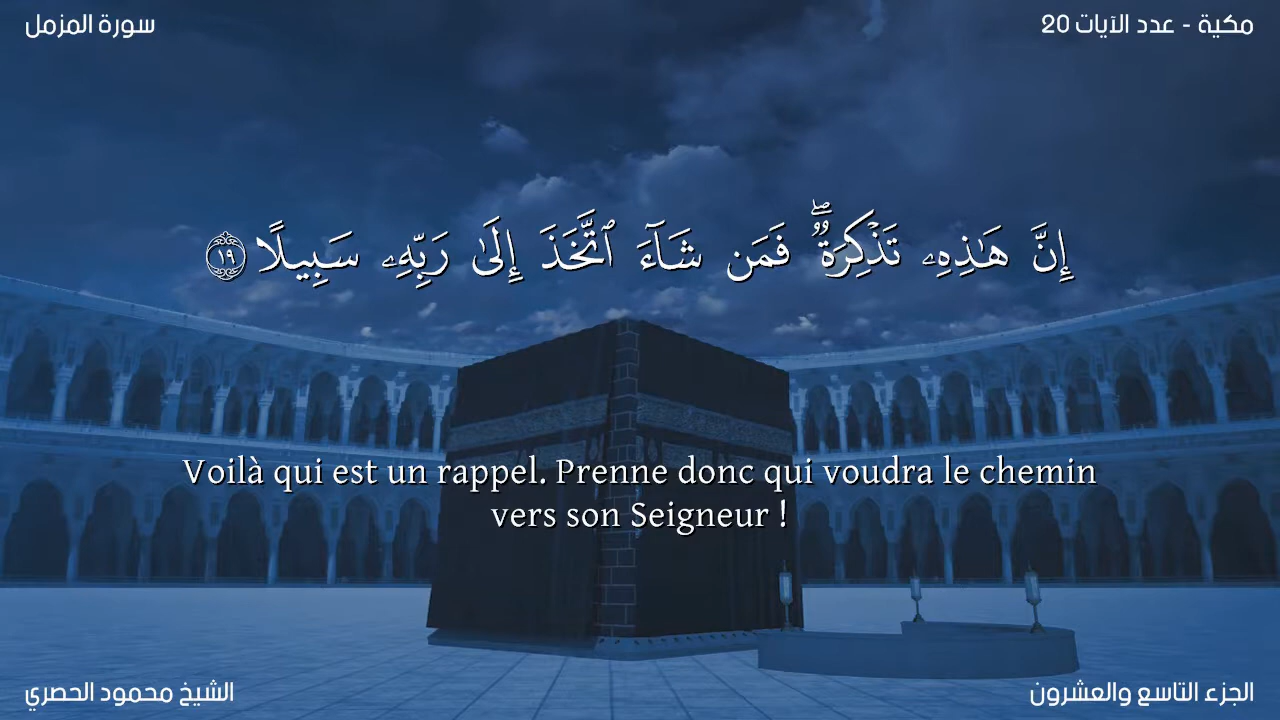 سورة المزمل
مكية - عدد الآيات 20
إِنَّ هَٰذِهِۦ تَذْكِرَةٌۖ فَمَن شَآءَ ٱتَّخَذَ إِلَىٰ رَبِّهِۦ سَبِيلًا ١٩
Voilà qui est un rappel. Prenne donc qui voudra le chemin
vers son Seigneur !
الشيخ محمود الحصري
الجزء التاسع والعشرون